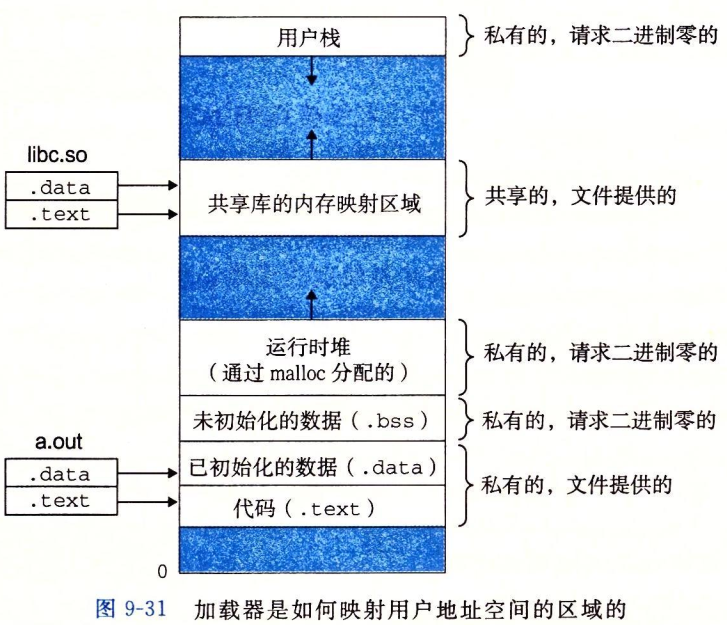 用户栈
私有的，请求二进制零的
libc.so
.data
.text
共享库的内存映射区域
共享的，文件提供的
运行时堆
（通过 malloc 分配的）
私有的，请求二进制零的
未初始化的数据（.bss）
私有的，请求二进制零的
a.out
.data
.text
已初始化的数据（.data）
代码（.text）
私有的，文件提供的
0
图 9-31 加载器是如何映射用户地址空间的区域的